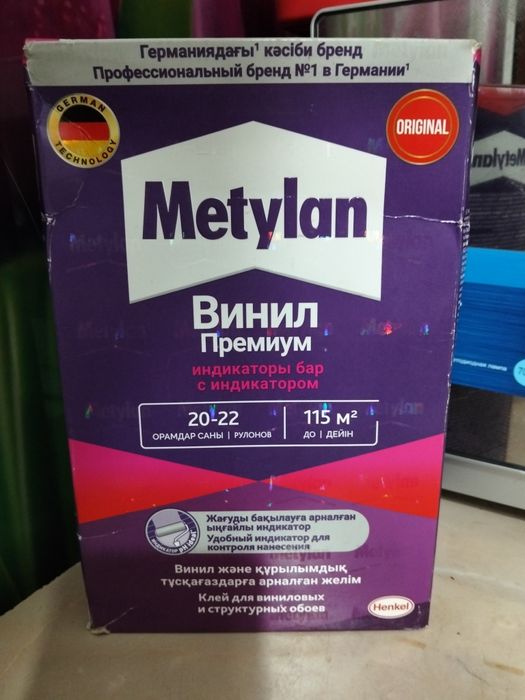 Германиядағы¹ кәсіби бренд
Профессиональный бренд №1 в Германии¹
GERMAN
TECHNOLOGY
ORIGINAL
Metylan
Metylan
Винил
Премиум
индикаторы бар
с индикатором
20-22
ОРАМДАР САНЫ | РУЛОНОВ
115 м²
ДО | ДЕЙІН
Жағуды бақылауға арналған
ыңғайлы индикатор
Удобный индикатор для
контроля нанесения
ИНДИКАТОР
Винил және құрылымдық
тұсқағаздарға арналған желім
Клей для виниловых
и структурных обоев
Henkel